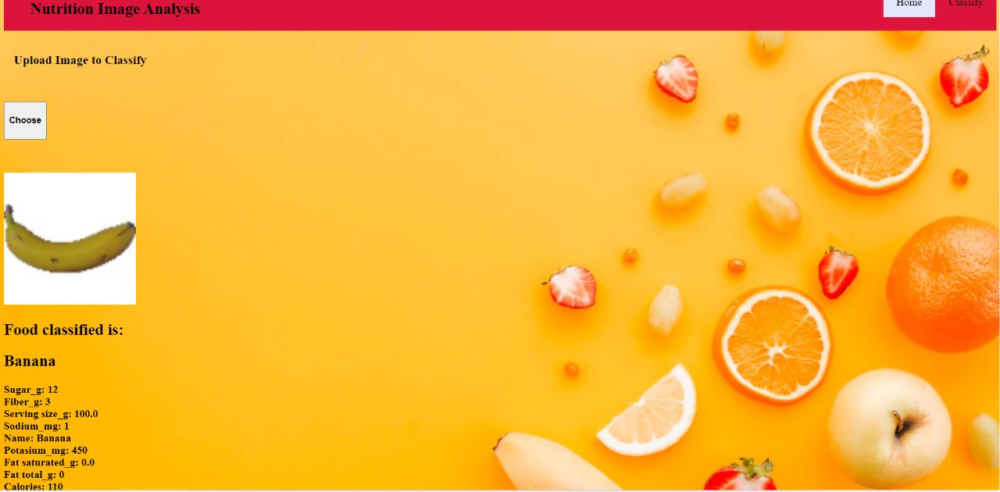 Nutrition Image Analysis
Home
Classify
Upload Image to Classify
Choose
Food classified is:
Banana
Sugar_g: 12
Fiber_g: 3
Serving size_g: 100.0
Sodium_mg: 1
Name: Banana
Potasium_mg: 450
Fat saturated_g: 0.0
Fat total_g: 0
Calories: 110